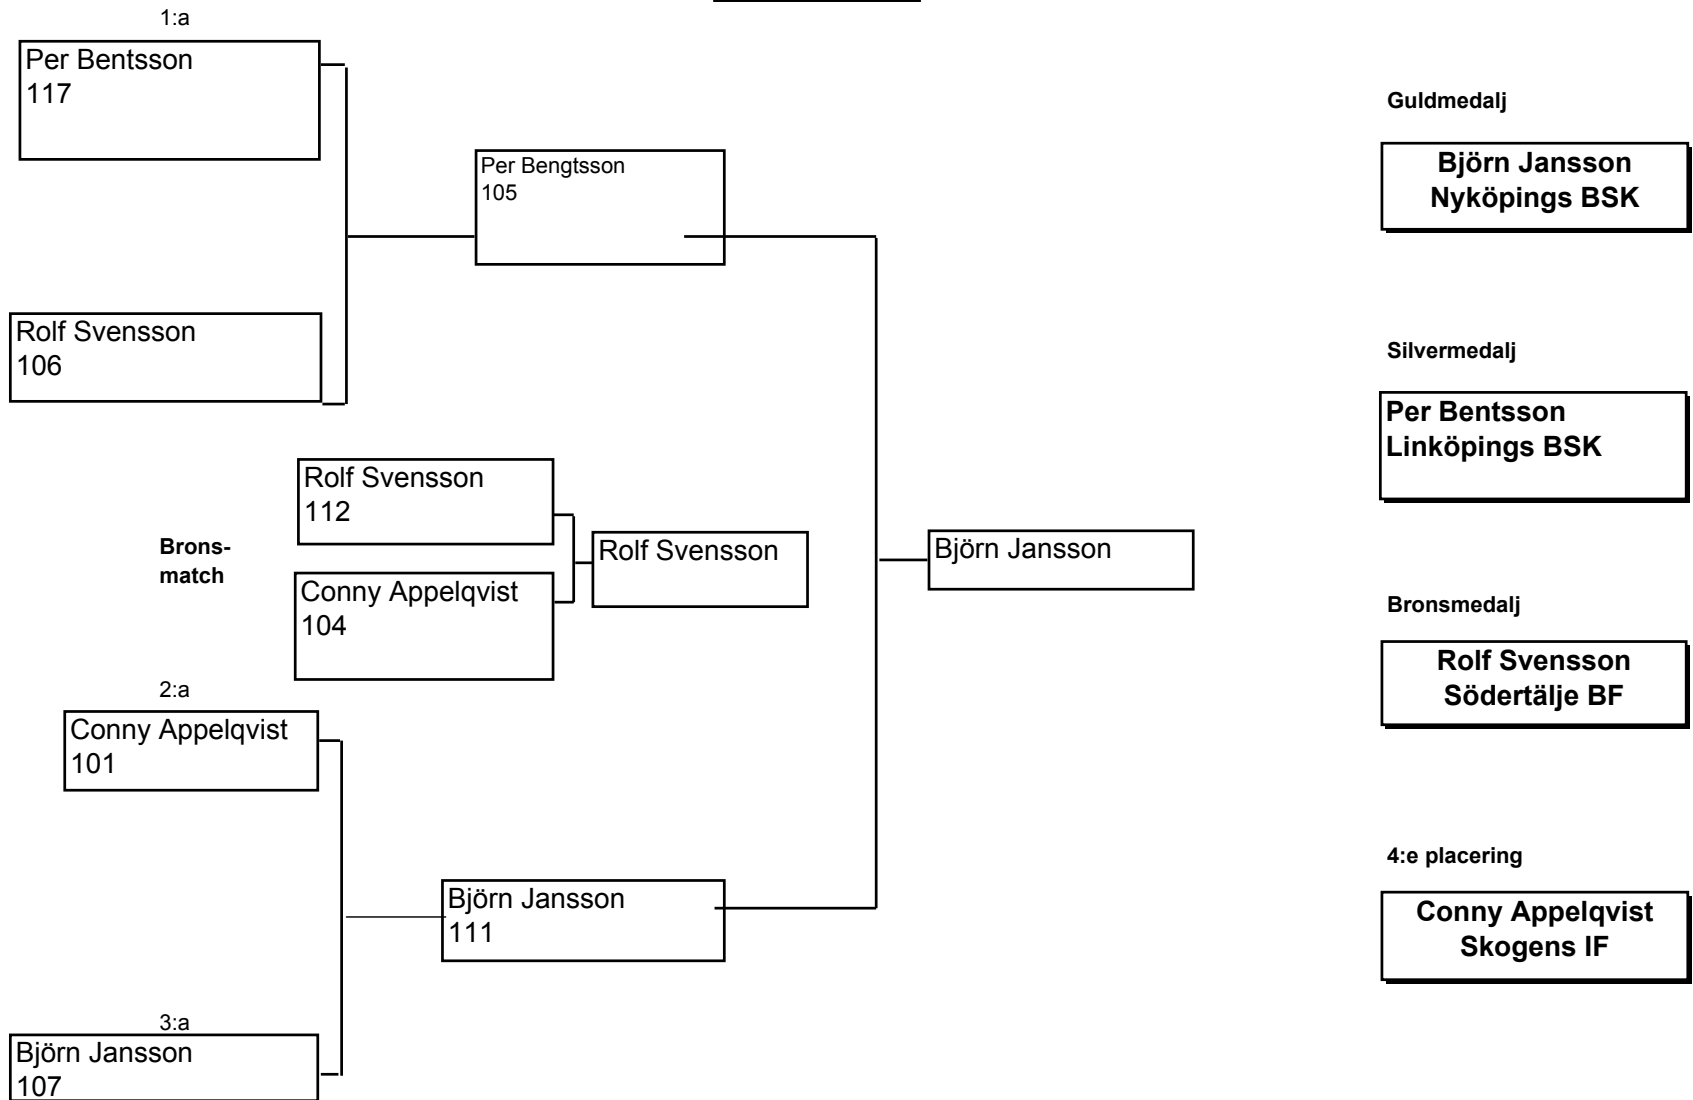 1:a
Per Bentsson
117
Per Bengtsson
105
Rolf Svensson
106
Rolf Svensson
112
Brons-
match
Conny Appelqvist
104
Rolf Svensson
Björn Jansson
2:a
Conny Appelqvist
101
Björn Jansson
111
3:a
Björn Jansson
107
Guldmedalj
Björn Jansson
Nyköpings BSK
Silvermedalj
Per Bentsson
Linköpings BSK
Bronsmedalj
Rolf Svensson
Södertälje BF
4:e placering
Conny Appelqvist
Skogens IF